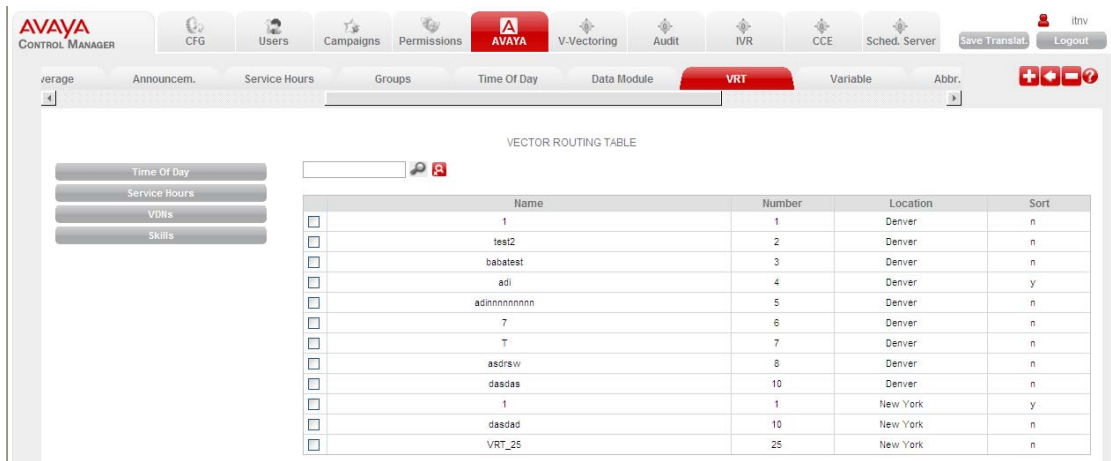 AVAYA
CONTROL MANAGER
CFG Users Campaigns Permissions AVAYA V-Vectoring Audit IVR CCE Sched. Server
itnv
Save Translat. Logout
verage Announcem. Service Hours Groups Time Of Day Data Module VRT Variable Abbr.
VECTOR ROUTING TABLE
Time Of Day
Service Hours
VDNs
Skills
Name Number Location Sort
1 1 Denver n
test2 2 Denver n
babatest 3 Denver n
adi 4 Denver y
adinnnnnnnnn 5 Denver n
7 6 Denver n
T 7 Denver n
asdrsw 8 Denver n
dasdas 10 Denver n
1 1 New York y
dasdad 10 New York n
VRT_25 25 New York n